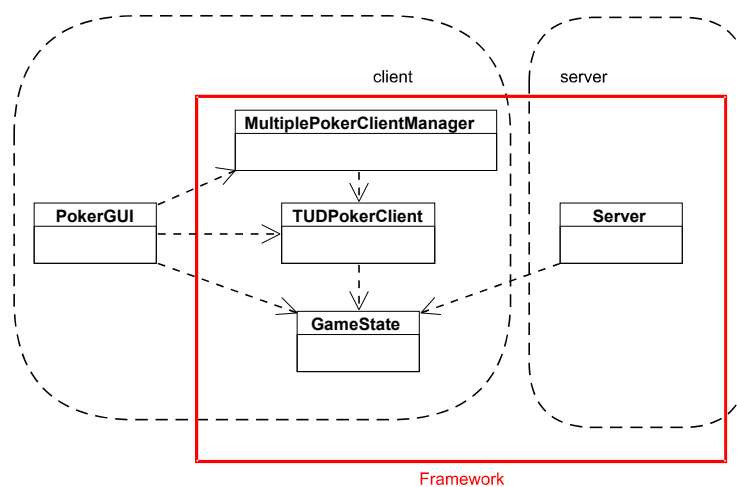 client
server
MultiplePokerClientManager
PokerGUI
TUDPokerClient
Server
GameState
Framework